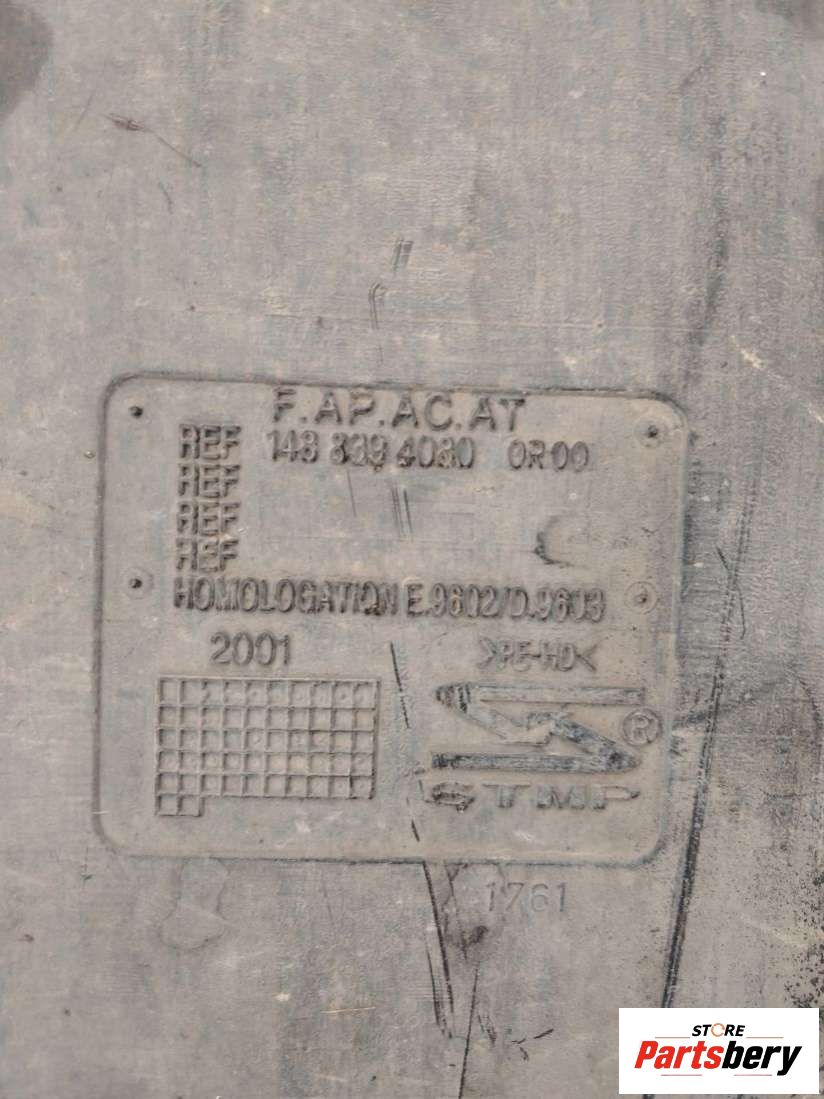 F.AP.AC.AT
REF 148 839 4080 0R00
REF
REF
REF
HOMOLOGATION E.9602/D.9603
2001 >PE-HD<
®
STMP
1761
STORE
Partsbery